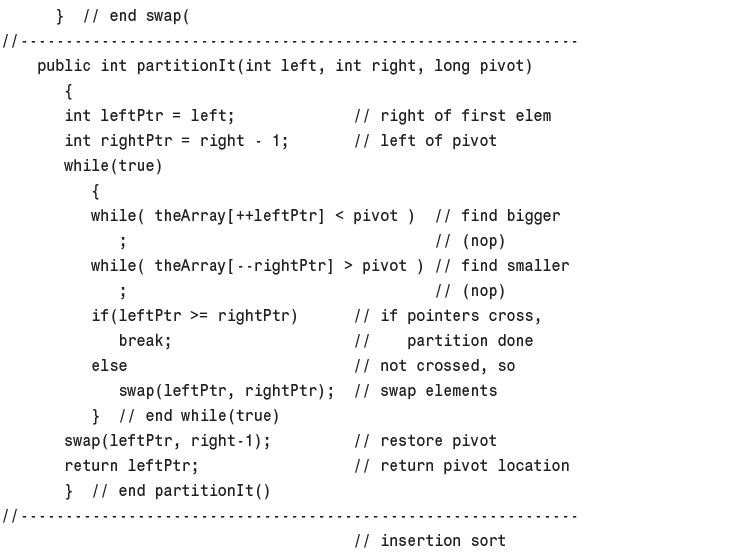 } // end swap(
//--------------------------------------------------------------
public int partitionIt(int left, int right, long pivot)
{
int leftPtr = left; // right of first elem
int rightPtr = right - 1; // left of pivot
while(true)
{
while( theArray[++leftPtr] < pivot ) // find bigger
; // (nop)
while( theArray[--rightPtr] > pivot ) // find smaller
; // (nop)
if(leftPtr >= rightPtr) // if pointers cross,
break; // partition done
else // not crossed, so
swap(leftPtr, rightPtr); // swap elements
} // end while(true)
swap(leftPtr, right-1); // restore pivot
return leftPtr; // return pivot location
} // end partitionIt()
//--------------------------------------------------------------
// insertion sort